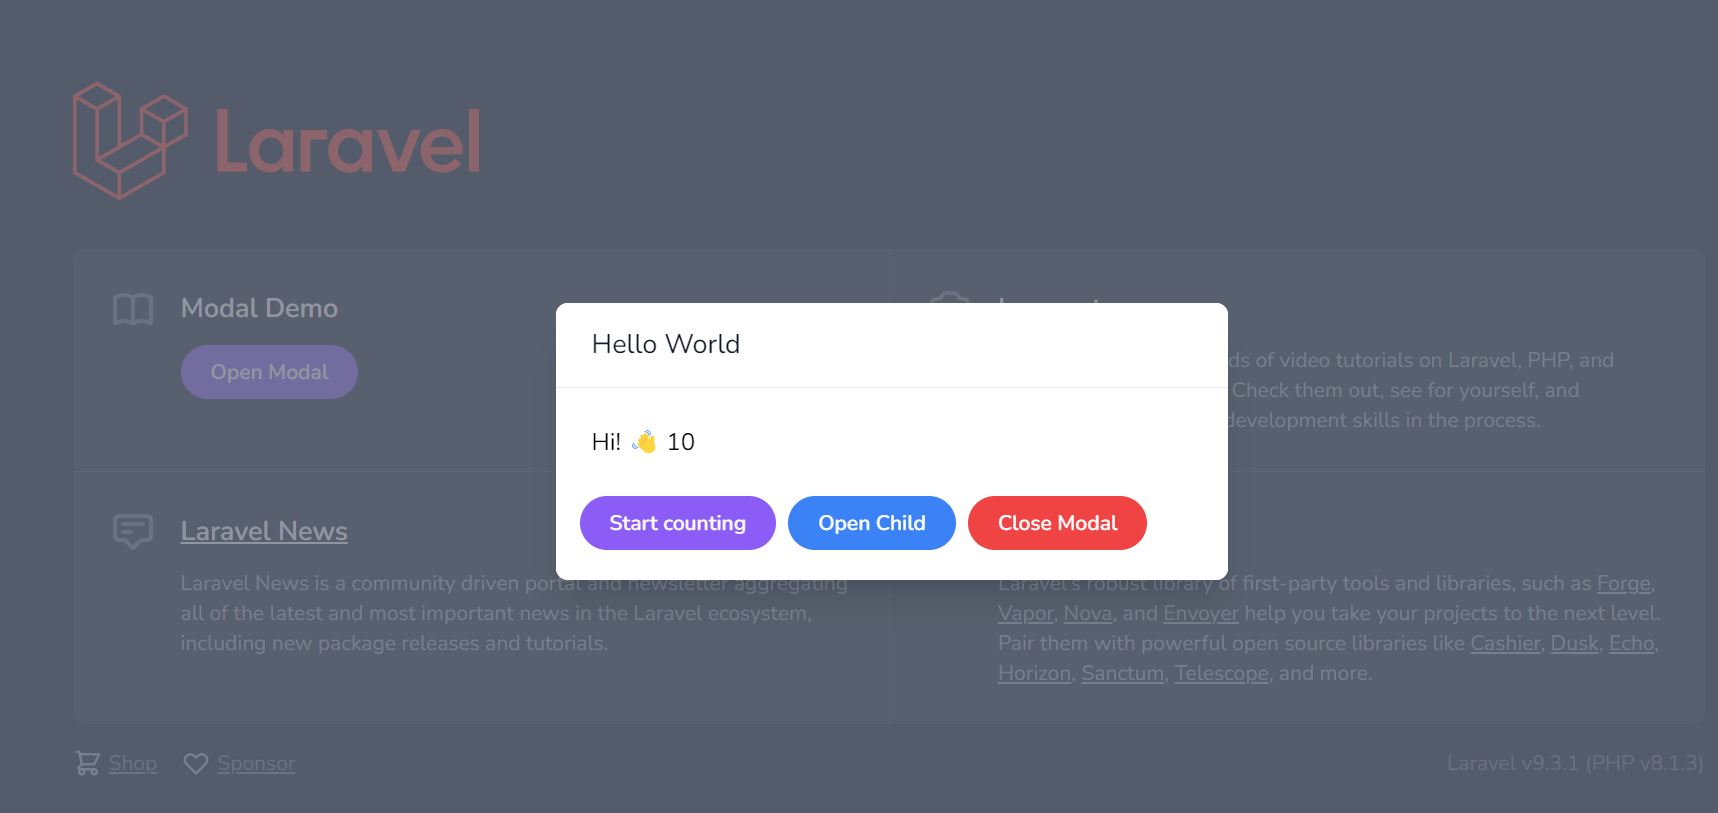 Laravel
Modal Demo
Open Modal
Hello World
Hi! 👋 10
Start counting
Open Child
Close Modal
ds of video tutorials on Laravel, PHP, and
Check them out, see for yourself, and
development skills in the process.
Laravel News
Laravel News is a community driven portal and newsletter aggregating
all of the latest and most important news in the Laravel ecosystem,
including new package releases and tutorials.
Laravel's robust library of first-party tools and libraries, such as Forge,
Vapor, Nova, and Envoyer help you take your projects to the next level.
Pair them with powerful open source libraries like Cashier, Dusk, Echo,
Horizon, Sanctum, Telescope, and more.
Shop
Sponsor
Laravel v9.3.1 (PHP v8.1.3)